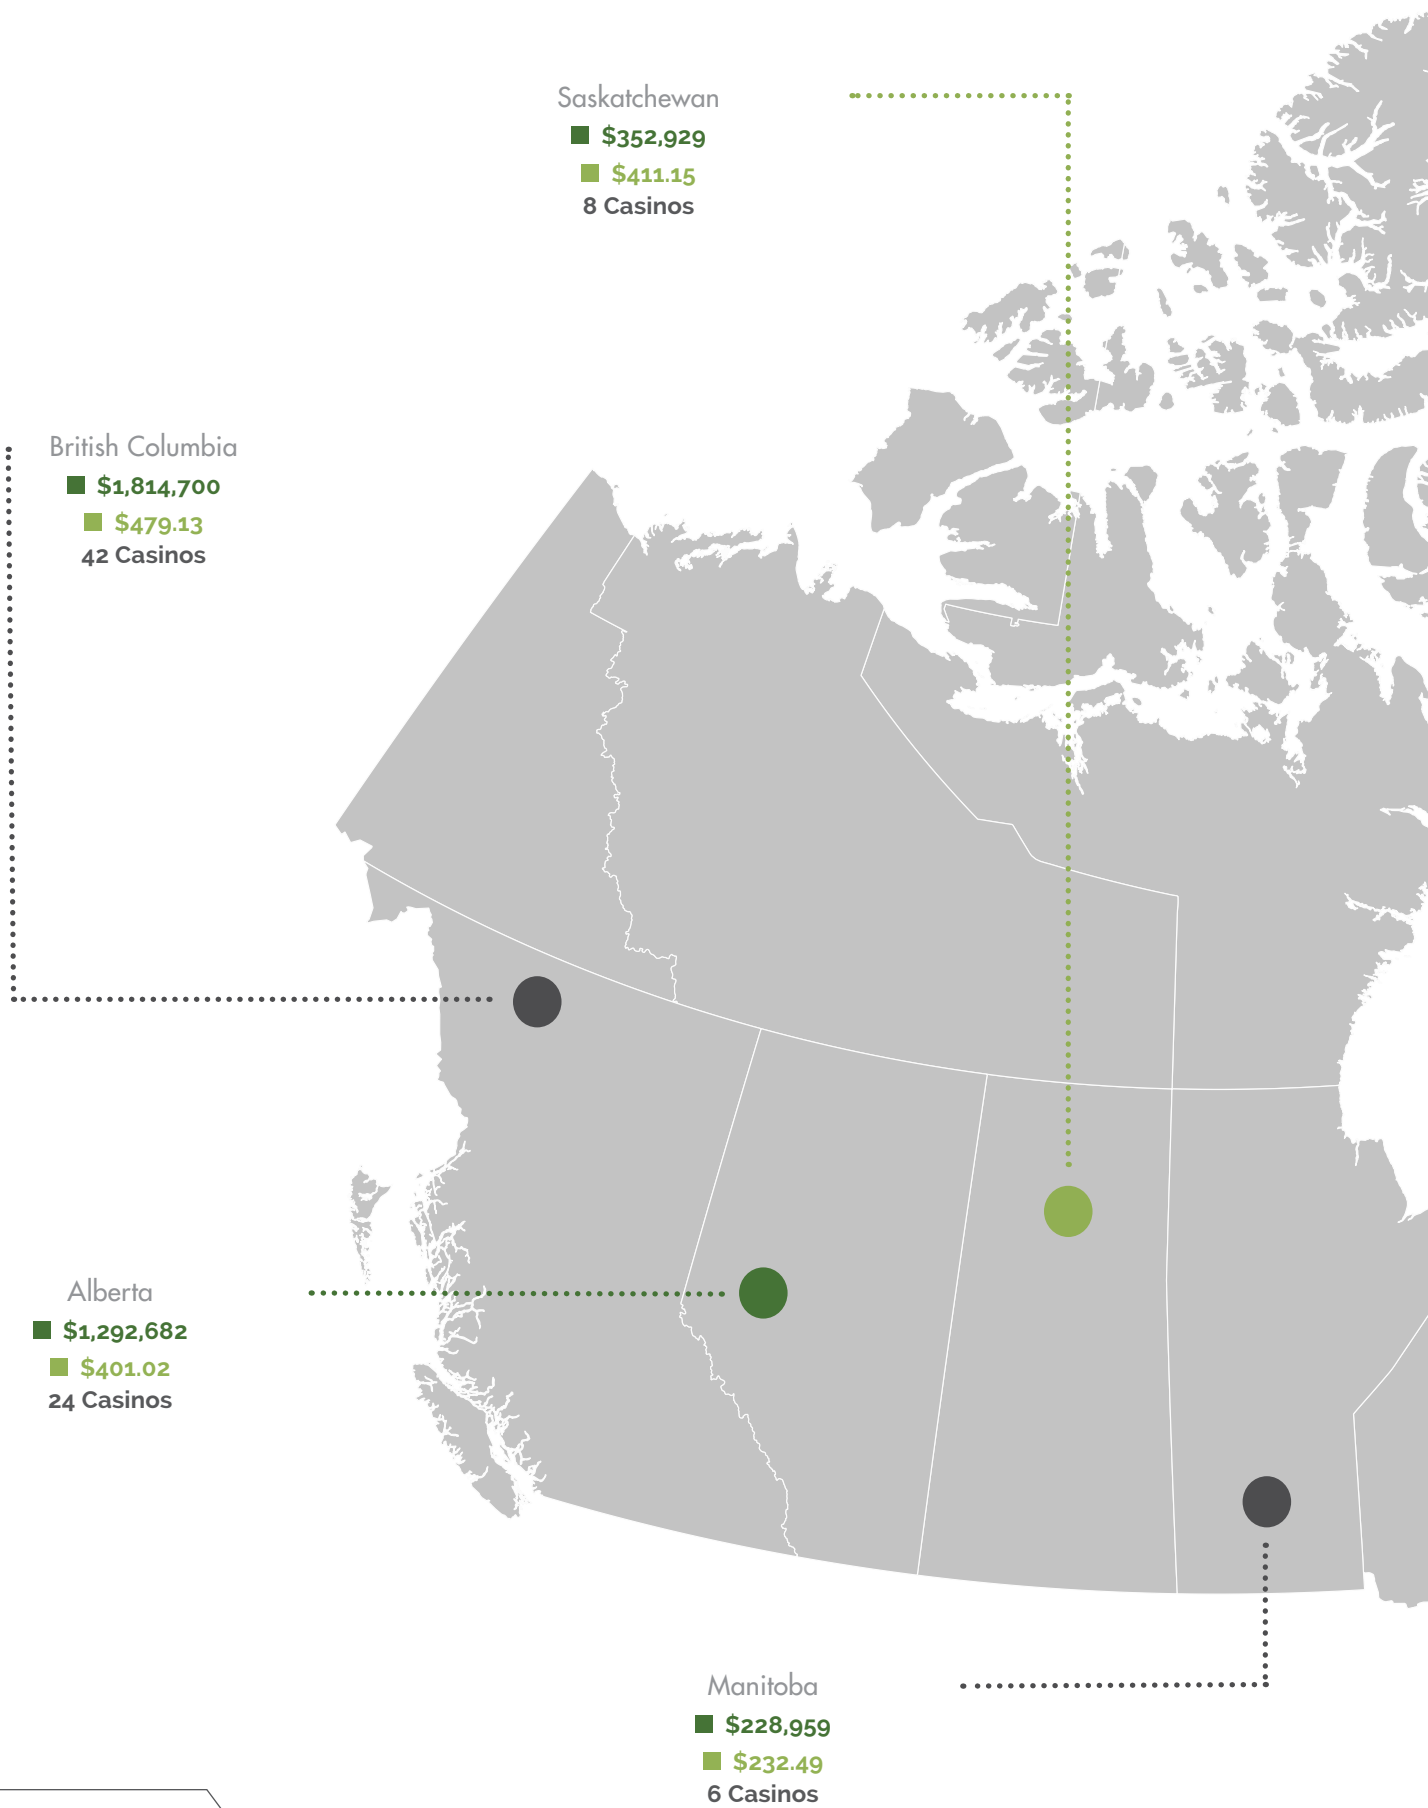 Saskatchewan
$352,929
$411.15
8 Casinos
British Columbia
$1,814,700
$479.13
42 Casinos
Alberta
$1,292,682
$401.02
24 Casinos
Manitoba
$228,959
$232.49
6 Casinos